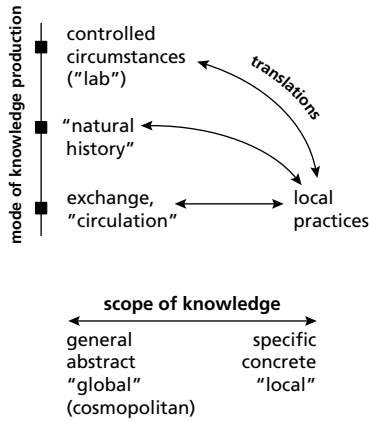 mode of knowledge production
controlled
circumstances
("lab")
translations
"natural
history"
exchange,
"circulation"
local
practices
scope of knowledge
general
abstract
"global"
(cosmopolitan)
specific
concrete
"local"